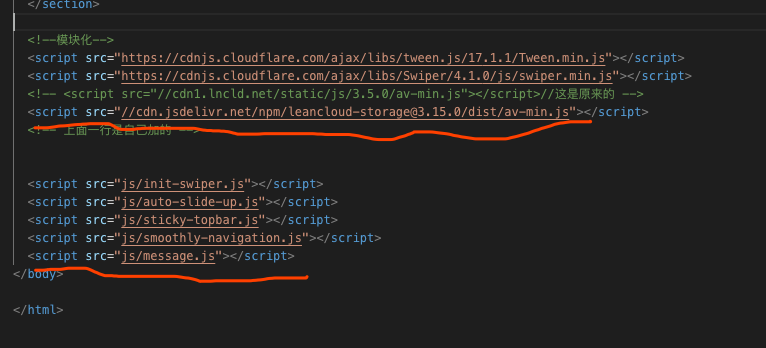 </section>
<!--模块化-->
<script src="https://cdnjs.cloudflare.com/ajax/libs/tween.js/17.1.1/Tween.min.js"></script>
<script src="https://cdnjs.cloudflare.com/ajax/libs/Swiper/4.1.0/js/swiper.min.js"></script>
<!-- <script src="//cdn1.lncld.net/static/js/3.5.0/av-min.js"></script>//这是原来的 -->
<script src="//cdn.jsdelivr.net/npm/leancloud-storage@3.15.0/dist/av-min.js"></script>
<!-- 上面一行是自己加的 -->
<script src="js/init-swiper.js"></script>
<script src="js/auto-slide-up.js"></script>
<script src="js/sticky-topbar.js"></script>
<script src="js/smoothly-navigation.js"></script>
<script src="js/message.js"></script>
</body>
</html>